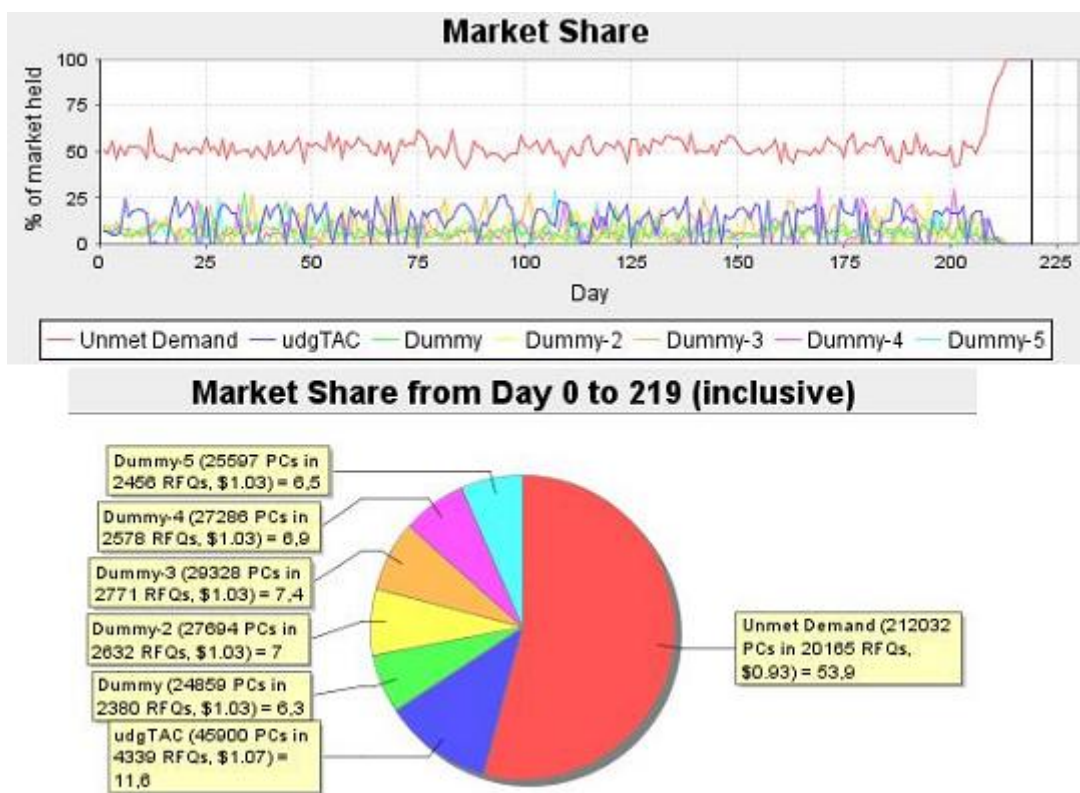 Market Share
% of market held
100
75
50
25
0
0 25 50 75 100 125 150 175 200 225
Day
Unmet Demand udgTAC Dummy Dummy-2 Dummy-3 Dummy-4 Dummy-5
Market Share from Day 0 to 219 (inclusive)
Dummy-5 (25597 PCs in
2456 RFQs, $1.03) = 6,5
Dummy-4 (27286 PCs in
2578 RFQs, $1.03) = 6,9
Dummy-3 (29328 PCs in
2771 RFQs, $1.03) = 7,4
Dummy-2 (27694 PCs in
2632 RFQs, $1.03) = 7
Dummy (24859 PCs in
2380 RFQs, $1.03) = 6,3
udgTAC (45900 PCs in
4339 RFQs, $1.07) =
11,6
Unmet Demand (212032
PCs in 20165 RFQs,
$0.93) = 53,9